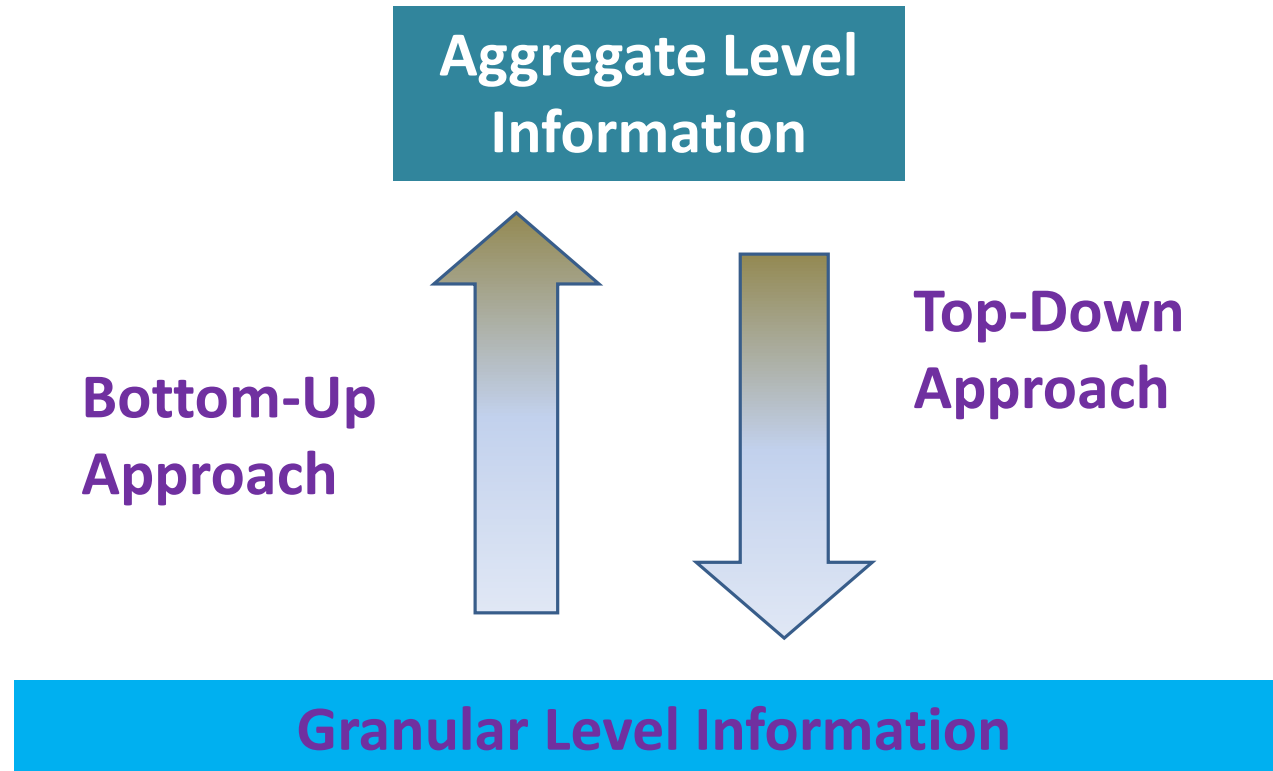 Aggregate Level
Information
Bottom-Up
Approach
Top-Down
Approach
Granular Level Information